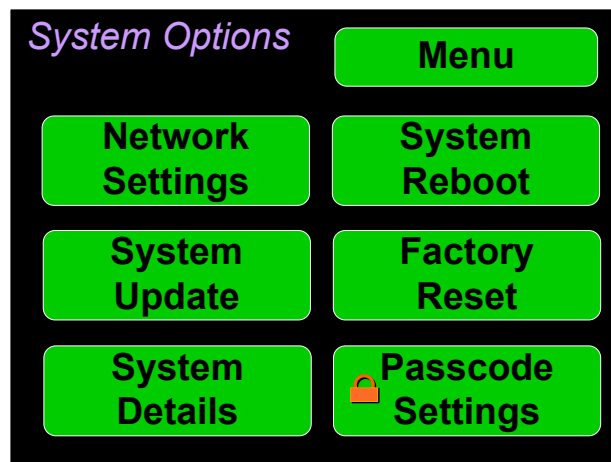 System Options
Menu
Network
Settings
System
Reboot
System
Update
Factory
Reset
System
Details
Passcode
Settings